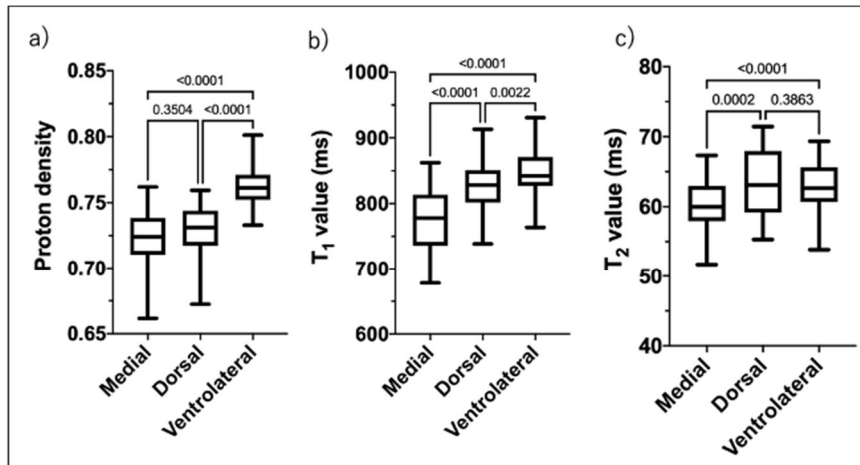 a)
Proton density
0.85
0.80
0.75
0.70
0.65
<0.0001
0.3504
<0.0001
Medial
Dorsal
Ventrolateral
b)
T₁ value (ms)
1000
900
800
700
600
<0.0001
<0.0001
0.0022
Medial
Dorsal
Ventrolateral
c)
T₂ value (ms)
80
70
60
50
40
<0.0001
0.0002
0.3863
Medial
Dorsal
Ventrolateral